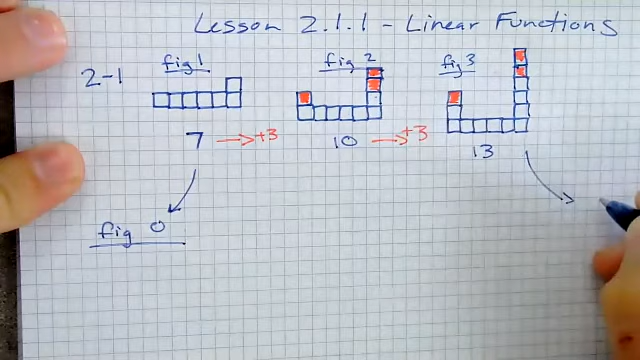 Lesson 2.1.1 - Linear Functions
2-1 fig 1 fig 2 fig 3
7 → +3 10 → +3 13
fig 0